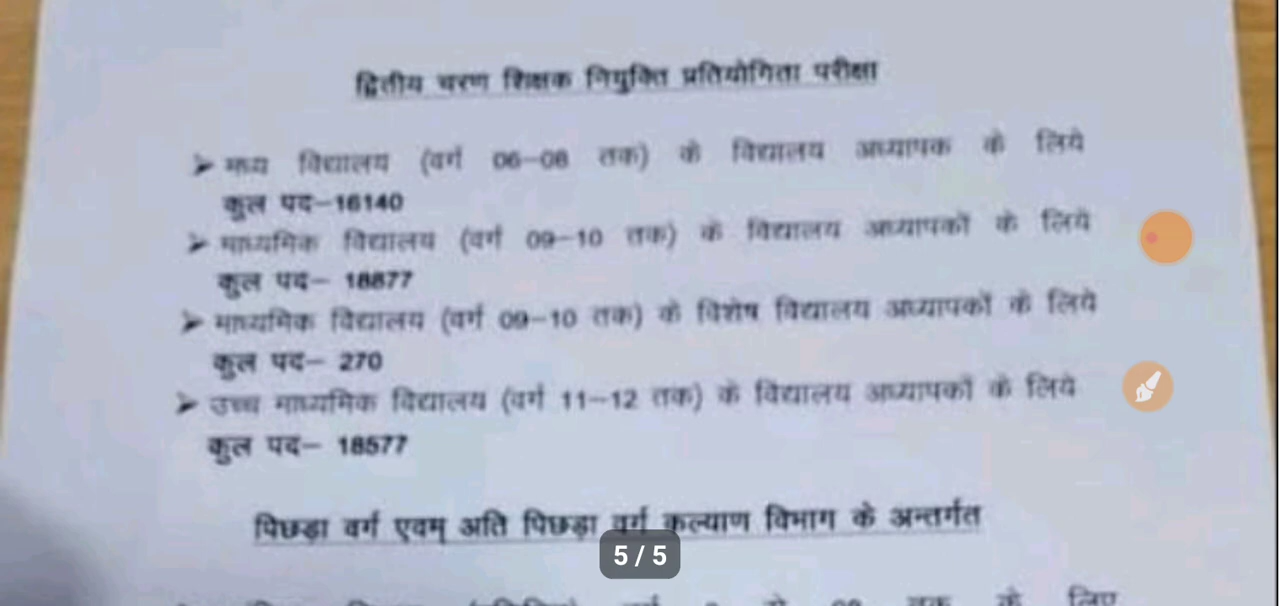 द्वितीय चरण शिक्षक नियुक्ति प्रतियोगिता परीक्षा
➤ मध्य विद्यालय (वर्ग 06–08 तक) के विद्यालय अध्यापक के लिये
कुल पद–16140
➤ माध्यमिक विद्यालय (वर्ग 09–10 तक) के विद्यालय अध्यापकों के लिये
कुल पद– 18877
➤ माध्यमिक विद्यालय (वर्ग 09–10 तक) के विशेष विद्यालय अध्यापकों के लिये
कुल पद– 270
➤ उच्च माध्यमिक विद्यालय (वर्ग 11–12 तक) के विद्यालय अध्यापकों के लिये
कुल पद– 18577
पिछड़ा वर्ग एवम् अति पिछड़ा वर्ग कल्याण विभाग के अन्तर्गत
5 / 5
तक के लिए